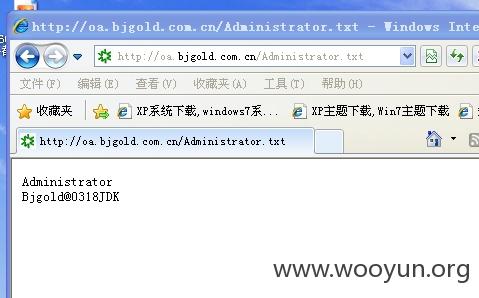 http://oa.bjgold.com.cn/Administrator.txt - Windows Inte
http://oa.bjgold.com.cn/Administrator.txt
文件(F) 编辑(E) 查看(V) 收藏夹(A) 工具(T) 帮助(H)
收藏夹 XP系统下载,windows7系... XP主题下载,Win7主题下载
http://oa.bjgold.com.cn/Administrator.txt
Administrator
Bjgold@0318JDK
www.wooyun.org